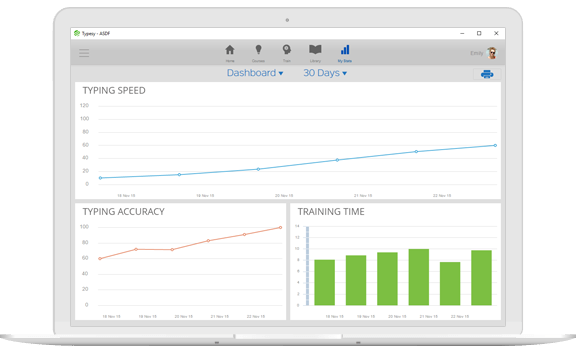 Typesy - ASDF
Home
Courses
Train
Library
My Stats
Emily
Dashboard
30 Days
TYPING SPEED
120
100
80
60
40
20
0
18 Nov 15
19 Nov 15
20 Nov 15
21 Nov 15
22 Nov 15
TYPING ACCURACY
100
80
60
40
20
0
18 Nov 15
19 Nov 15
20 Nov 15
21 Nov 15
22 Nov 15
TRAINING TIME
14
12
10
8
6
4
2
0
18 Nov 15
19 Nov 15
20 Nov 15
21 Nov 15
22 Nov 15